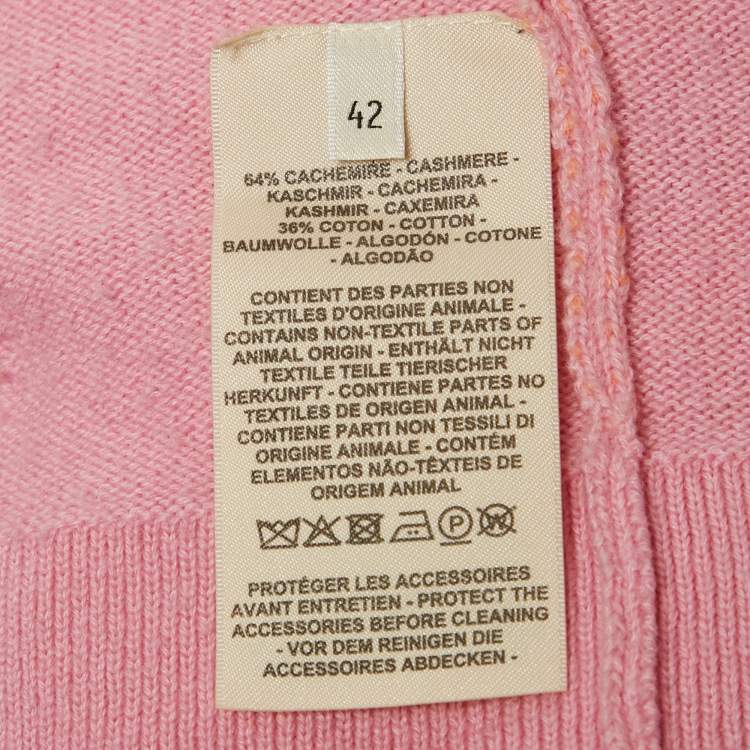 42
64% CACHEMIRE - CASHMERE -
KASCHMIR - CACHEMIRA -
KASHMIR - CAXEMIRA
36% COTON - COTTON -
BAUMWOLLE - ALGODÓN - COTONE
- ALGODÃO
CONTIENT DES PARTIES NON
TEXTILES D'ORIGINE ANIMALE -
CONTAINS NON-TEXTILE PARTS OF
ANIMAL ORIGIN - ENTHÄLT NICHT
TEXTILE TEILE TIERISCHER
HERKUNFT - CONTIENE PARTES NO
TEXTILES DE ORIGEN ANIMAL -
CONTIENE PARTI NON TESSILI DI
ORIGINE ANIMALE - CONTÉM
ELEMENTOS NÃO-TÊXTEIS DE
ORIGEM ANIMAL
P W
PROTÉGER LES ACCESSOIRES
AVANT ENTRETIEN - PROTECT THE
ACCESSORIES BEFORE CLEANING
- VOR DEM REINIGEN DIE
ACCESSOIRES ABDECKEN -